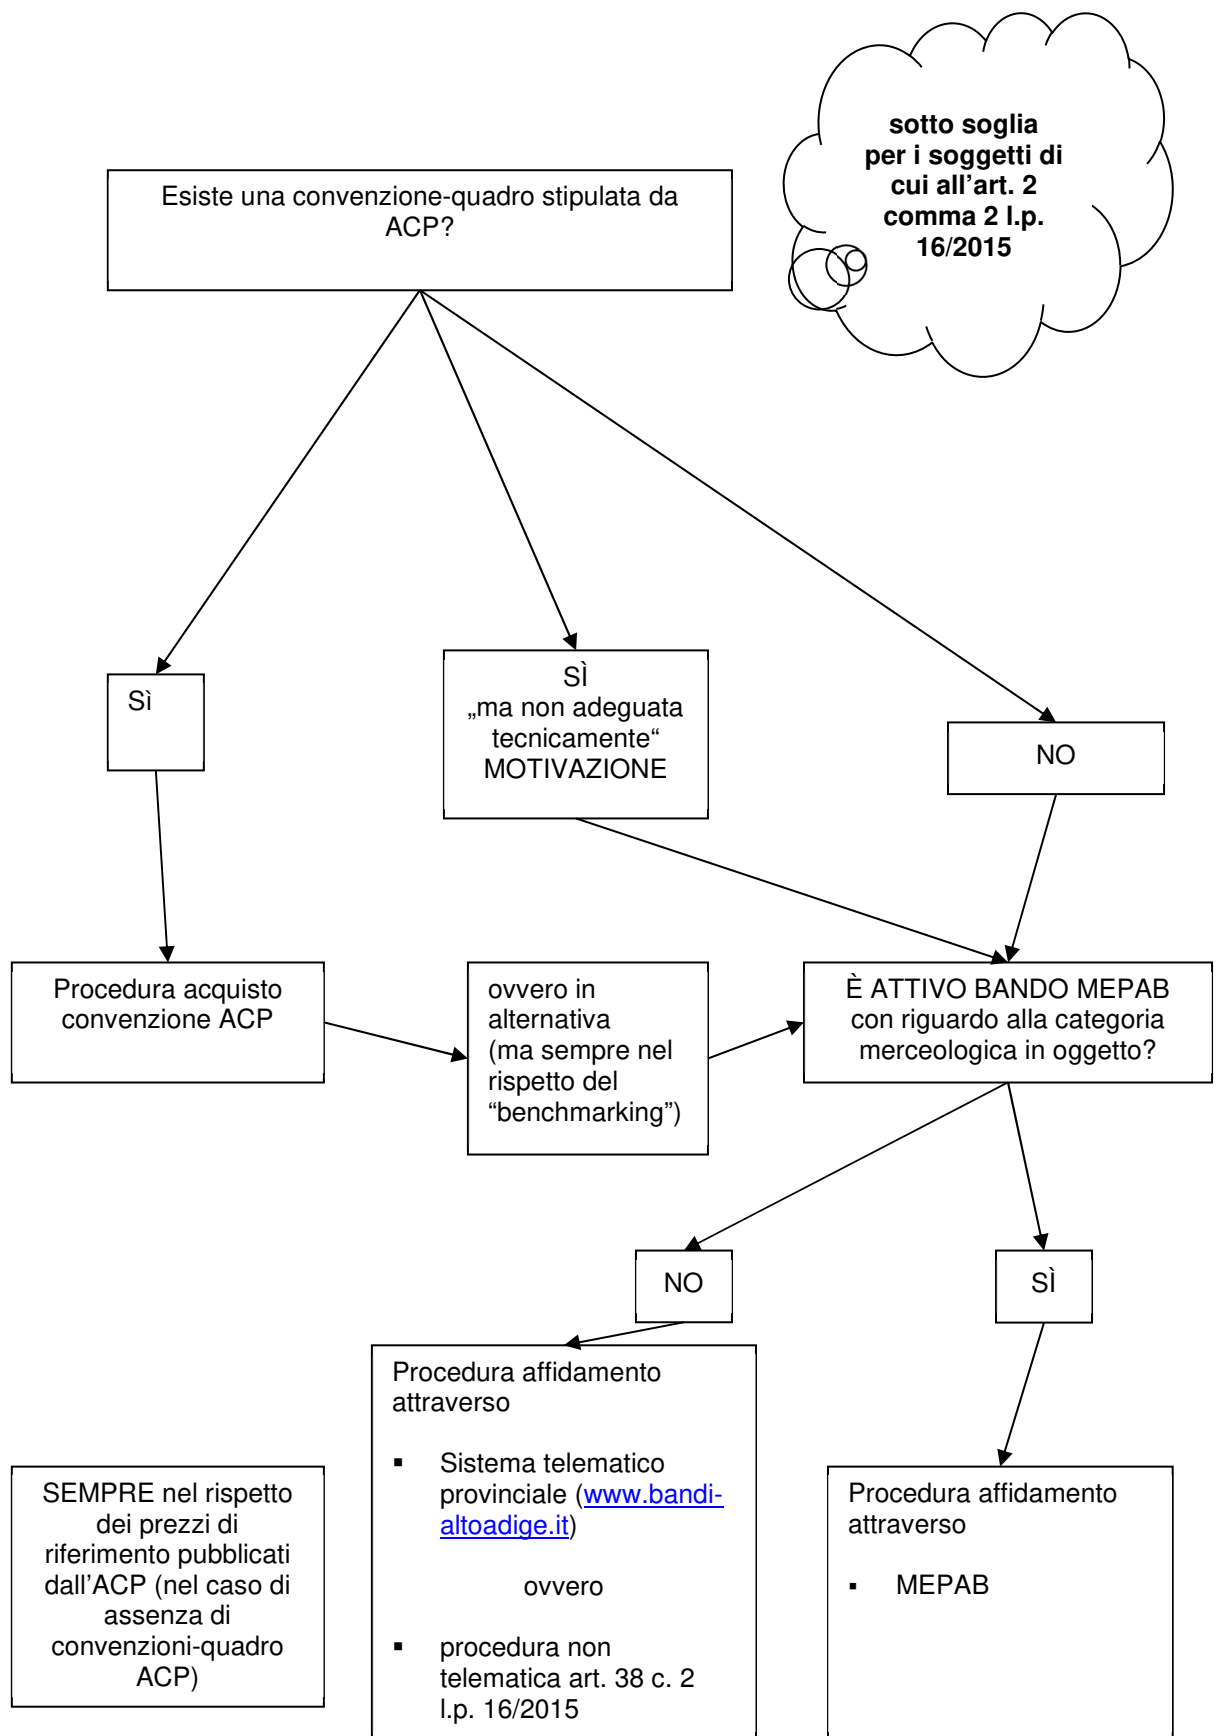 sotto soglia
per i soggetti di
cui all’art. 2
comma 2 l.p.
16/2015
Esiste una convenzione-quadro stipulata da
ACP?
Sì
SÌ
„ma non adeguata
tecnicamente“
MOTIVAZIONE
NO
Procedura acquisto
convenzione ACP
ovvero in
alternativa
(ma sempre nel
rispetto del
“benchmarking”)
È ATTIVO BANDO MEPAB
con riguardo alla categoria
merceologica in oggetto?
NO
SÌ
SEMPRE nel rispetto
dei prezzi di
riferimento pubblicati
dall’ACP (nel caso di
assenza di
convenzioni-quadro
ACP)
Procedura affidamento
attraverso
▪ Sistema telematico
provinciale (www.bandi-
altoadige.it)
ovvero
▪ procedura non
telematica art. 38 c. 2
l.p. 16/2015
Procedura affidamento
attraverso
▪ MEPAB